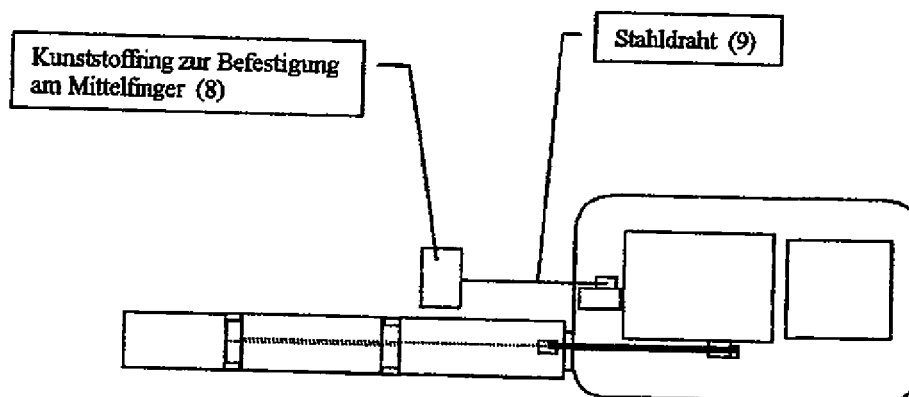 Kunststoffring zur Befestigung
am Mittelfinger (8)
Stahldraht (9)